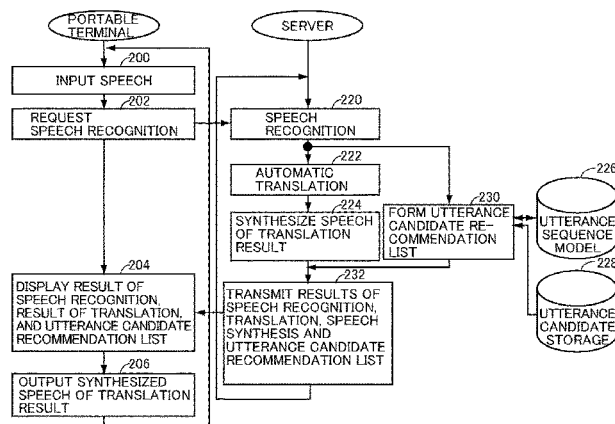 PORTABLE
TERMINAL
SERVER
200
INPUT SPEECH
202
REQUEST
SPEECH RECOGNITION
220
SPEECH
RECOGNITION
222
AUTOMATIC
TRANSLATION
224
SYNTHESIZE SPEECH
OF TRANSLATION
RESULT
230
FORM UTTERANCE
CANDIDATE RE-
COMMENDATION
LIST
226
UTTERANCE
SEQUENCE
MODEL
228
UTTERANCE
CANDIDATE
STORAGE
204
DISPLAY RESULT OF
SPEECH RECOGNITION,
RESULT OF TRANSLATION,
AND UTTERANCE CANDIDATE
RECOMMENDATION LIST
232
TRANSMIT RESULTS OF
SPEECH RECOGNITION,
TRANSLATION, SPEECH
SYNTHESIS AND
UTTERANCE CANDIDATE
RECOMMENDATION LIST
206
OUTPUT SYNTHESIZED
SPEECH OF TRANSLATION
RESULT